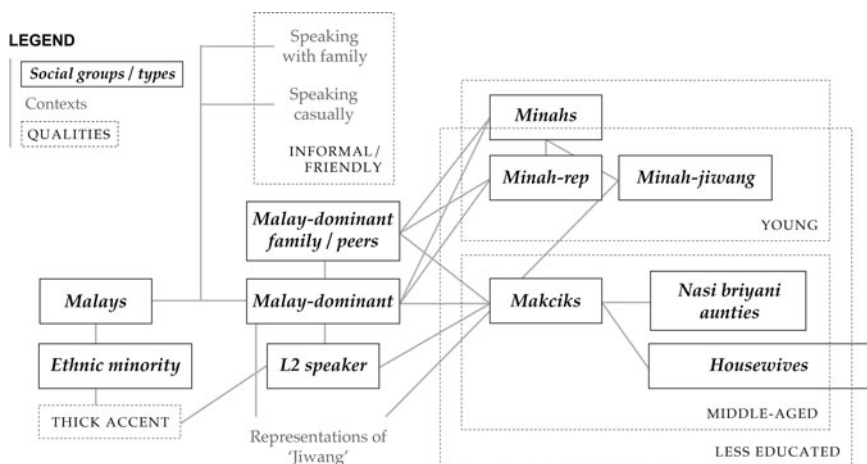 LEGEND
Social groups / types
Contexts
QUALITIES
Speaking
with family
Speaking
casually
INFORMAL /
FRIENDLY
Minahs
Minah-rep
Minah-jiwang
YOUNG
Malay-dominant
family / peers
Malays
Malay-dominant
Makciks
Nasi briyani
aunties
Ethnic minority
L2 speaker
Housewives
THICK ACCENT
MIDDLE-AGED
Representations of
'Jiwang'
LESS EDUCATED